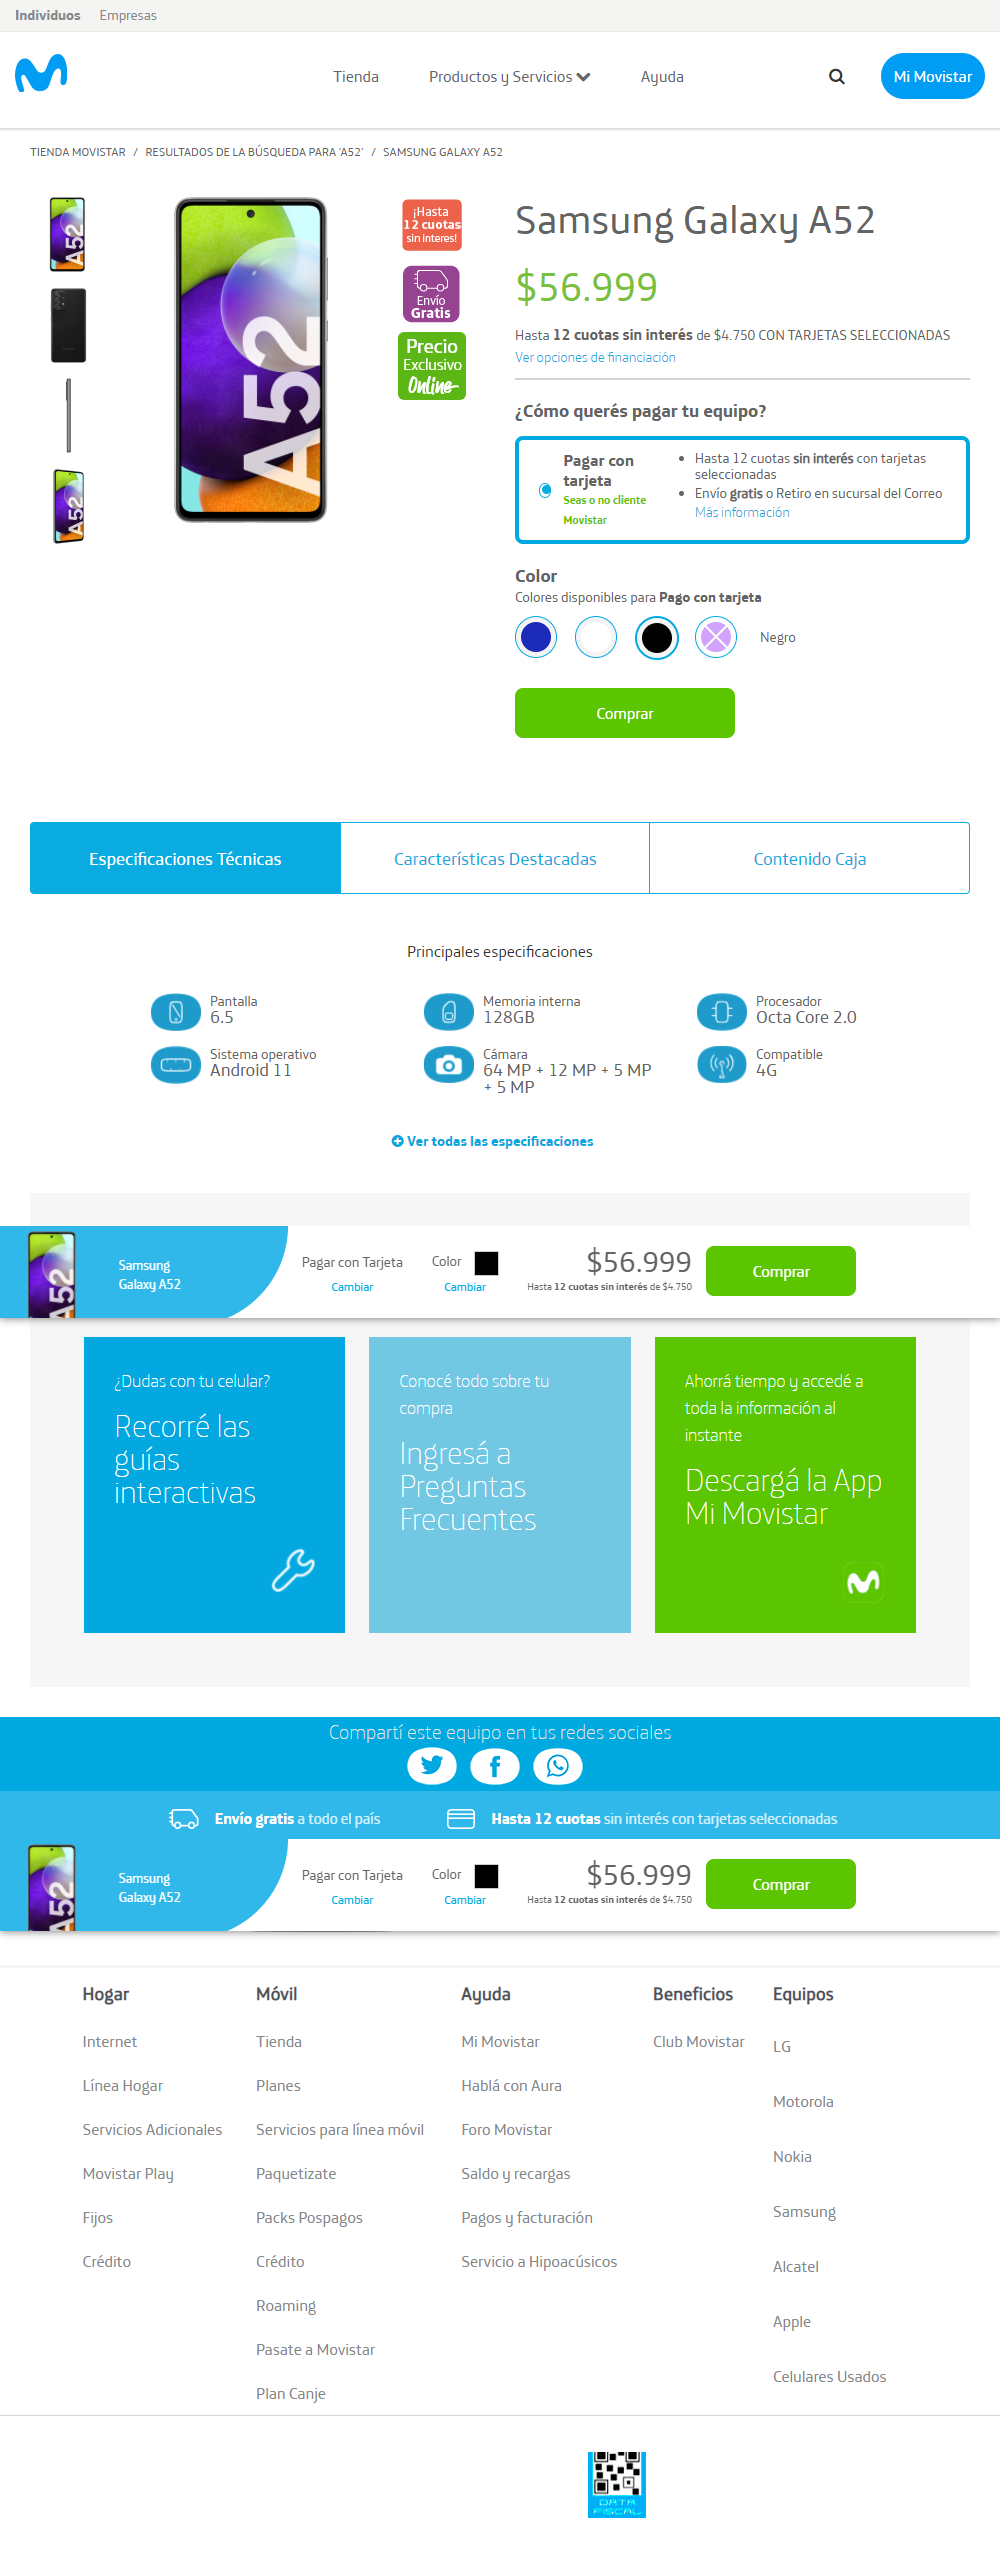 Individuos Empresas
Tienda Productos y Servicios Ayuda Mi Movistar
TIENDA MOVISTAR / RESULTADOS DE LA BÚSQUEDA PARA 'A52' / SAMSUNG GALAXY A52
A52
A52
A52
A52
¡Hasta
12 cuotas
sin interes!
Envío
Gratis
Precio
Exclusivo
Online
Samsung Galaxy A52
$56.999
Hasta 12 cuotas sin interés de $4.750 CON TARJETAS SELECCIONADAS
Ver opciones de financiación
¿Cómo querés pagar tu equipo?
Pagar con
tarjeta
Seas o no cliente
Movistar
Hasta 12 cuotas sin interés con tarjetas
seleccionadas
Envío gratis o Retiro en sucursal del Correo
Más información
Color
Colores disponibles para Pago con tarjeta
Negro
Comprar
Especificaciones Técnicas Características Destacadas Contenido Caja
Principales especificaciones
Pantalla
6.5
Memoria interna
128GB
Procesador
Octa Core 2.0
Sistema operativo
Android 11
Cámara
64 MP + 12 MP + 5 MP
+ 5 MP
Compatible
4G
Ver todas las especificaciones
A52
Samsung
Galaxy A52
Pagar con Tarjeta
Cambiar
Color
Cambiar
$56.999
Hasta 12 cuotas sin interés de $4.750
Comprar
¿Dudas con tu celular?
Recorré las
guías
interactivas
Conocé todo sobre tu
compra
Ingresá a
Preguntas
Frecuentes
Ahorrá tiempo y accedé a
toda la información al
instante
Descargá la App
Mi Movistar
Compartí este equipo en tus redes sociales
Envío gratis a todo el país Hasta 12 cuotas sin interés con tarjetas seleccionadas
A52
Samsung
Galaxy A52
Pagar con Tarjeta
Cambiar
Color
Cambiar
$56.999
Hasta 12 cuotas sin interés de $4.750
Comprar
Hogar
Internet
Línea Hogar
Servicios Adicionales
Movistar Play
Fijos
Crédito
Móvil
Tienda
Planes
Servicios para línea móvil
Paquetizate
Packs Pospagos
Crédito
Roaming
Pasate a Movistar
Plan Canje
Ayuda
Mi Movistar
Hablá con Aura
Foro Movistar
Saldo y recargas
Pagos y facturación
Servicio a Hipoacúsicos
Beneficios
Club Movistar
Equipos
LG
Motorola
Nokia
Samsung
Alcatel
Apple
Celulares Usados
DATA
FISCAL